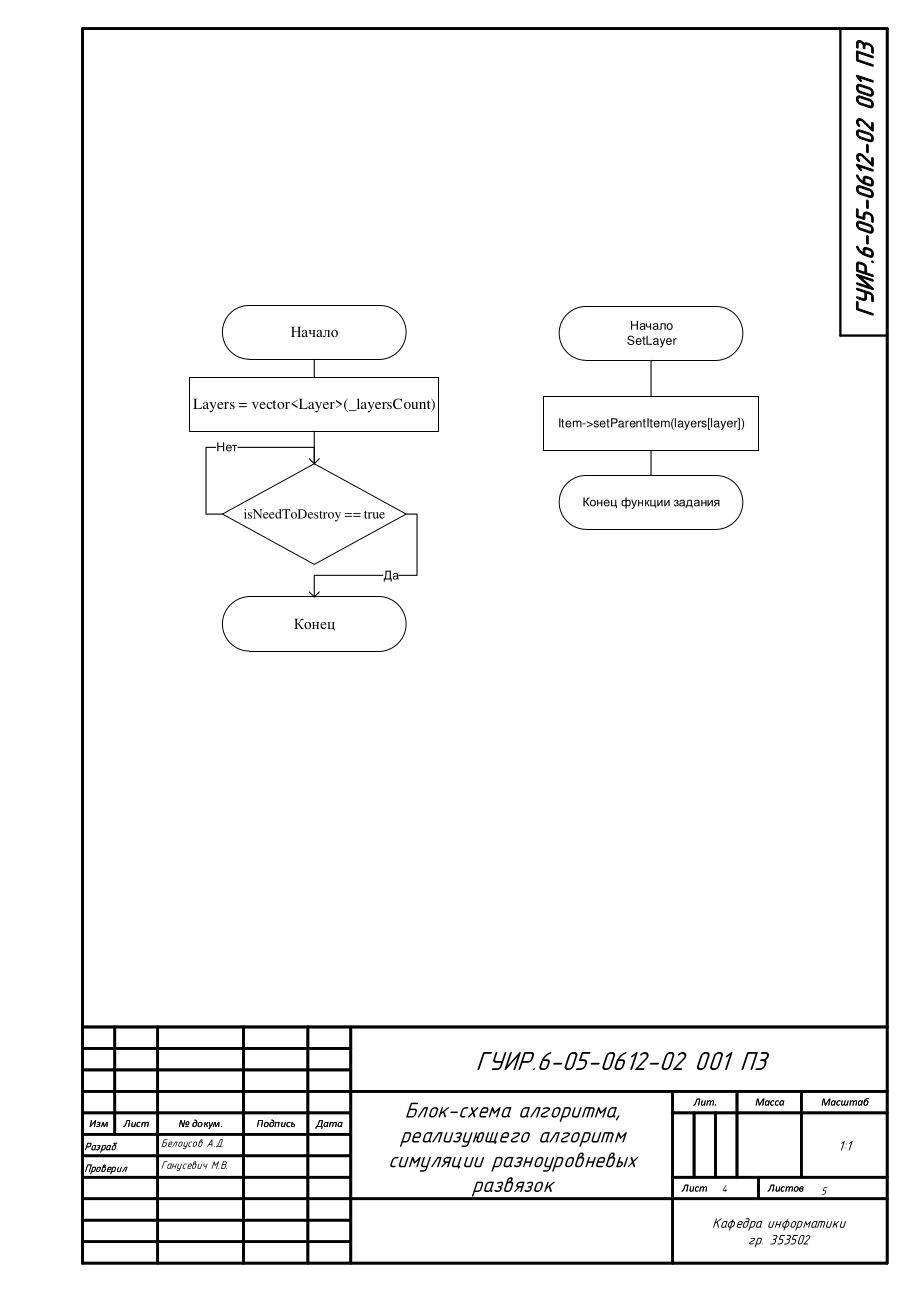 ГУИР.6-05-0612-02 001 ПЗ
Начало
Layers = vector<Layer>(_layersCount)
Нет
isNeedToDestroy == true
Да
Конец
Начало
SetLayer
Item->setParentItem(layers[layer])
Конец функции задания
ГУИР.6-05-0612-02 001 ПЗ
Блок-схема алгоритма,
реализующего алгоритм
симуляции разноуровневых
развязок
Лит. Масса Масштаб
1:1
Изм Лист № докум. Подпись Дата
Разраб. Белоусов А.Д.
Проверил Ганусевич М.В.
Лист 4 Листов 5
Кафедра информатики
гр. 353502